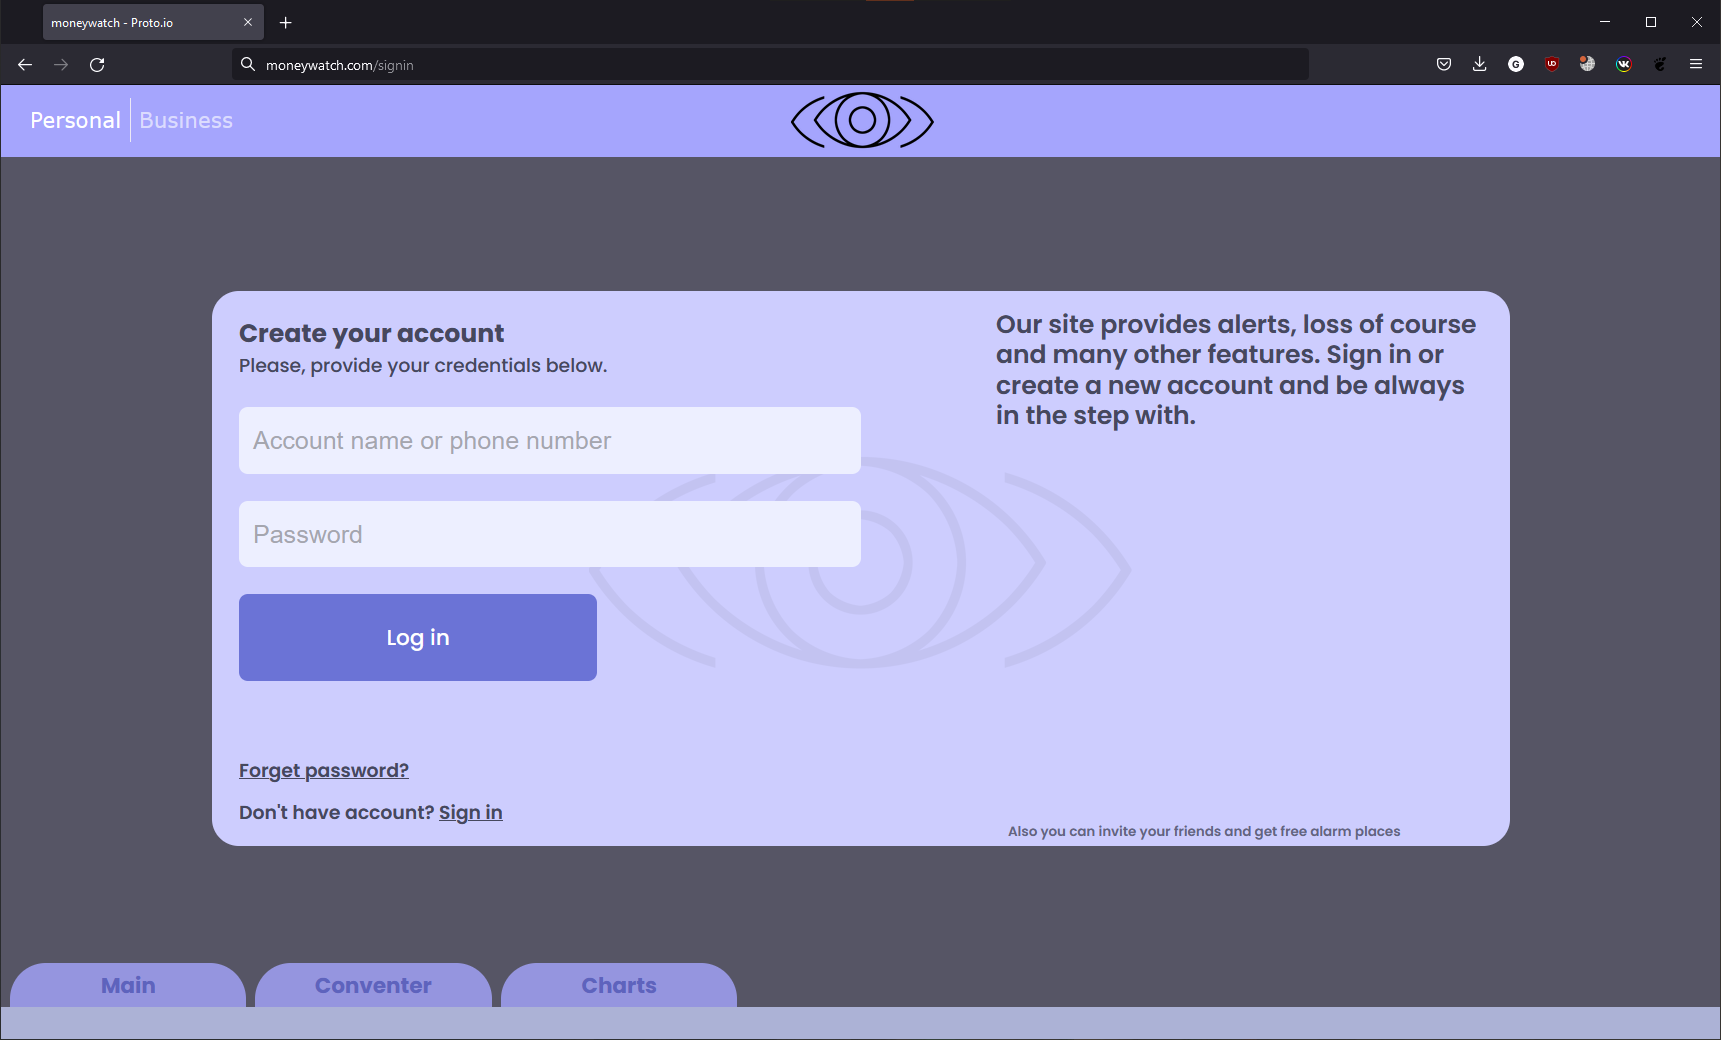 moneywatch - Proto.io
moneywatch.com/signin
Personal
Business
Create your account
Please, provide your credentials below.
Account name or phone number
Password
Log in
Forget password?
Don't have account? Sign in
Our site provides alerts, loss of course
and many other features. Sign in or
create a new account and be always
in the step with.
Also you can invite your friends and get free alarm places
Main
Conventer
Charts